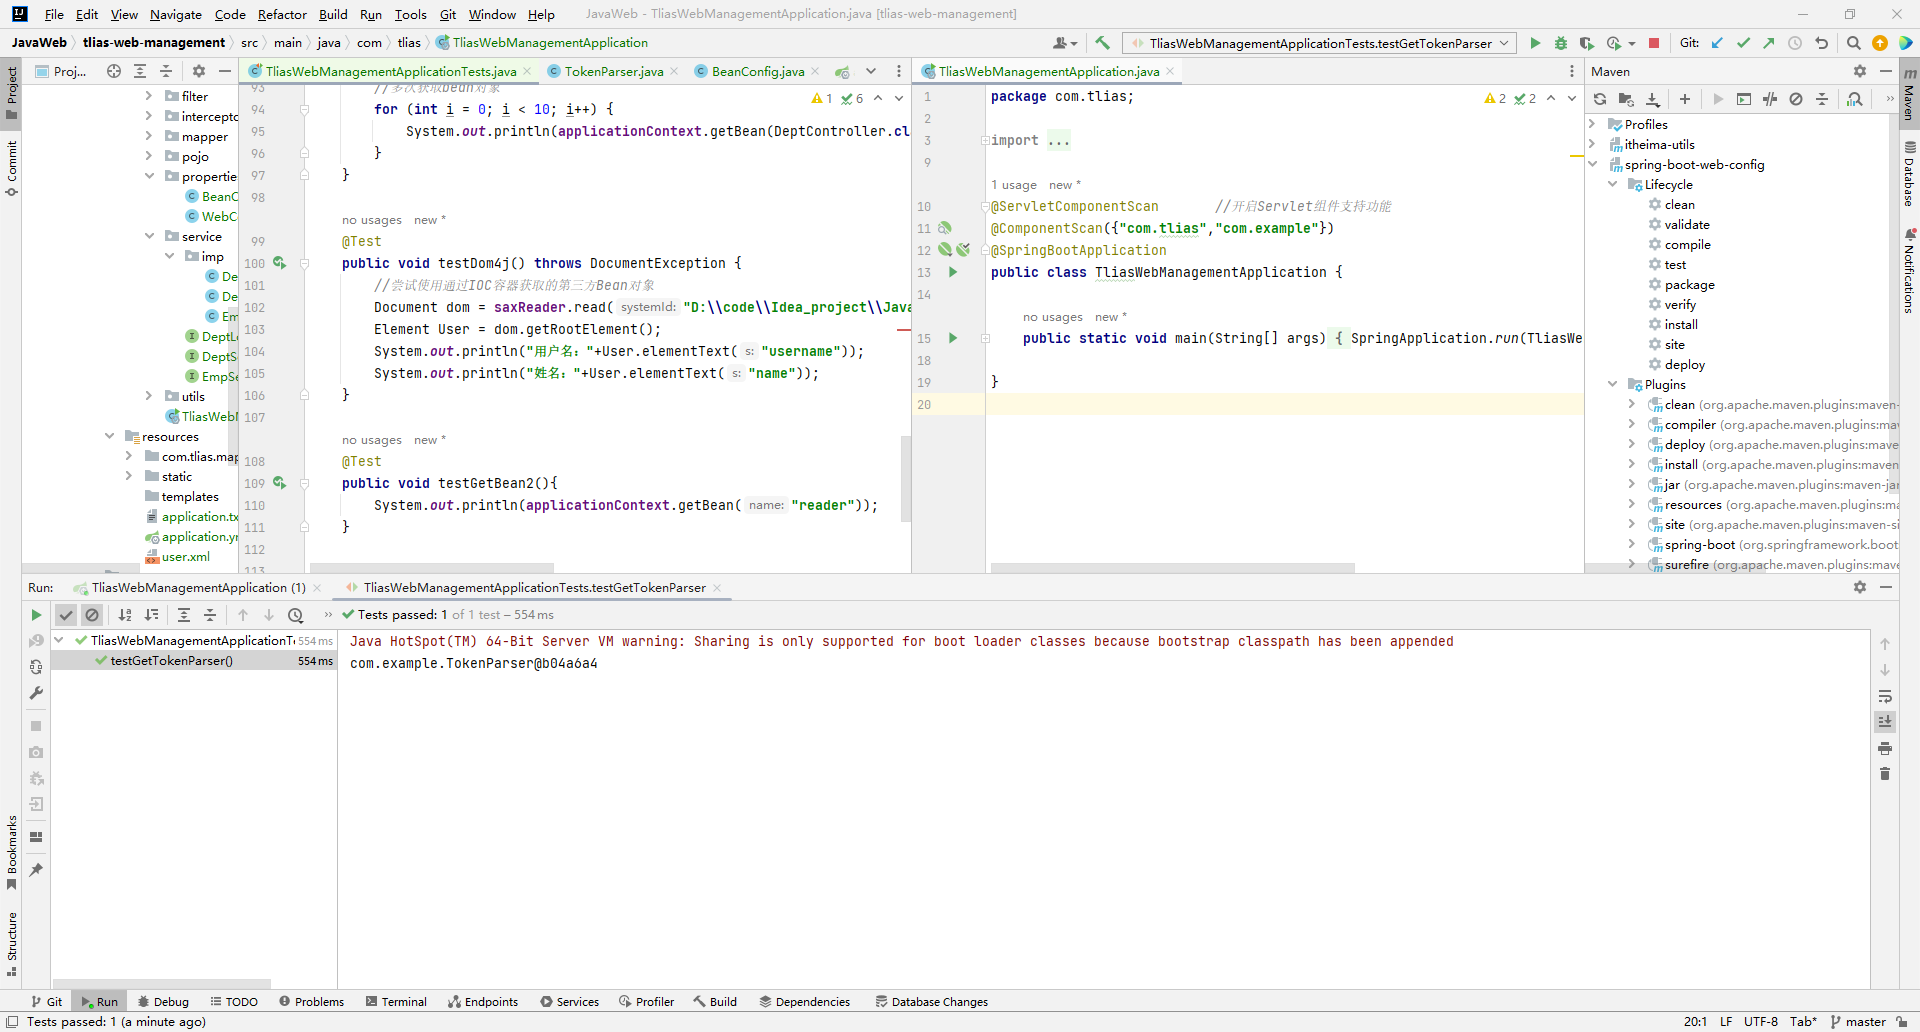 File Edit View Navigate Code Refactor Build Run Tools Git Window Help JavaWeb - TliasWebManagementApplication.java [tlias-web-management]
JavaWeb tlias-web-management src main java com tlias TliasWebManagementApplication TliasWebManagementApplicationTests.testGetTokenParser Git:
Project
Commit
Bookmarks
Structure
Proj...
filter
intercepto
mapper
pojo
propertie
BeanC
WebC
service
imp
De
De
Em
DeptL
DeptS
EmpSe
utils
TliasWebM
resources
com.tlias.map
static
templates
application.tx
application.yr
user.xml
TliasWebManagementApplicationTests.java TokenParser.java BeanConfig.java
1 6
93 //多次获取bean对象
94 for (int i = 0; i < 10; i++) {
95 System.out.println(applicationContext.getBean(DeptController.cla
96 }
97 }
98
no usages new *
99 @Test
100 public void testDom4j() throws DocumentException {
101 //尝试使用通过IOC容器获取的第三方Bean对象
102 Document dom = saxReader.read( systemId: "D:\\code\\Idea_project\\Java
103 Element User = dom.getRootElement();
104 System.out.println("用户名："+User.elementText( s: "username"));
105 System.out.println("姓名："+User.elementText( s: "name"));
106 }
107
no usages new *
108 @Test
109 public void testGetBean2(){
110 System.out.println(applicationContext.getBean( name: "reader"));
111 }
112
113
TliasWebManagementApplication.java
2 2
1 package com.tlias;
2
3 import ...
9
1 usage new *
10 @ServletComponentScan //开启Servlet组件支持功能
11 @ComponentScan({"com.tlias","com.example"})
12 @SpringBootApplication
13 public class TliasWebManagementApplication {
14
no usages new *
15 public static void main(String[] args) { SpringApplication.run(TliasWe
18
19 }
20
Maven
Profiles
itheima-utils
spring-boot-web-config
Lifecycle
clean
validate
compile
test
package
verify
install
site
deploy
Plugins
clean (org.apache.maven.plugins:maven-
compiler (org.apache.maven.plugins:ma
deploy (org.apache.maven.plugins:mave
install (org.apache.maven.plugins:mave
jar (org.apache.maven.plugins:maven-ja
resources (org.apache.maven.plugins:ma
site (org.apache.maven.plugins:maven-si
spring-boot (org.springframework.boot
surefire (org.apache.maven.plugins:mave
Maven
Database
Notifications
Run: TliasWebManagementApplication (1) TliasWebManagementApplicationTests.testGetTokenParser
Tests passed: 1 of 1 test – 554 ms
TliasWebManagementApplicationT 554 ms
testGetTokenParser() 554 ms
Java HotSpot(TM) 64-Bit Server VM warning: Sharing is only supported for boot loader classes because bootstrap classpath has been appended
com.example.TokenParser@b04a6a4
Git Run Debug TODO Problems Terminal Endpoints Services Profiler Build Dependencies Database Changes
Tests passed: 1 (a minute ago) 20:1 LF UTF-8 Tab* master